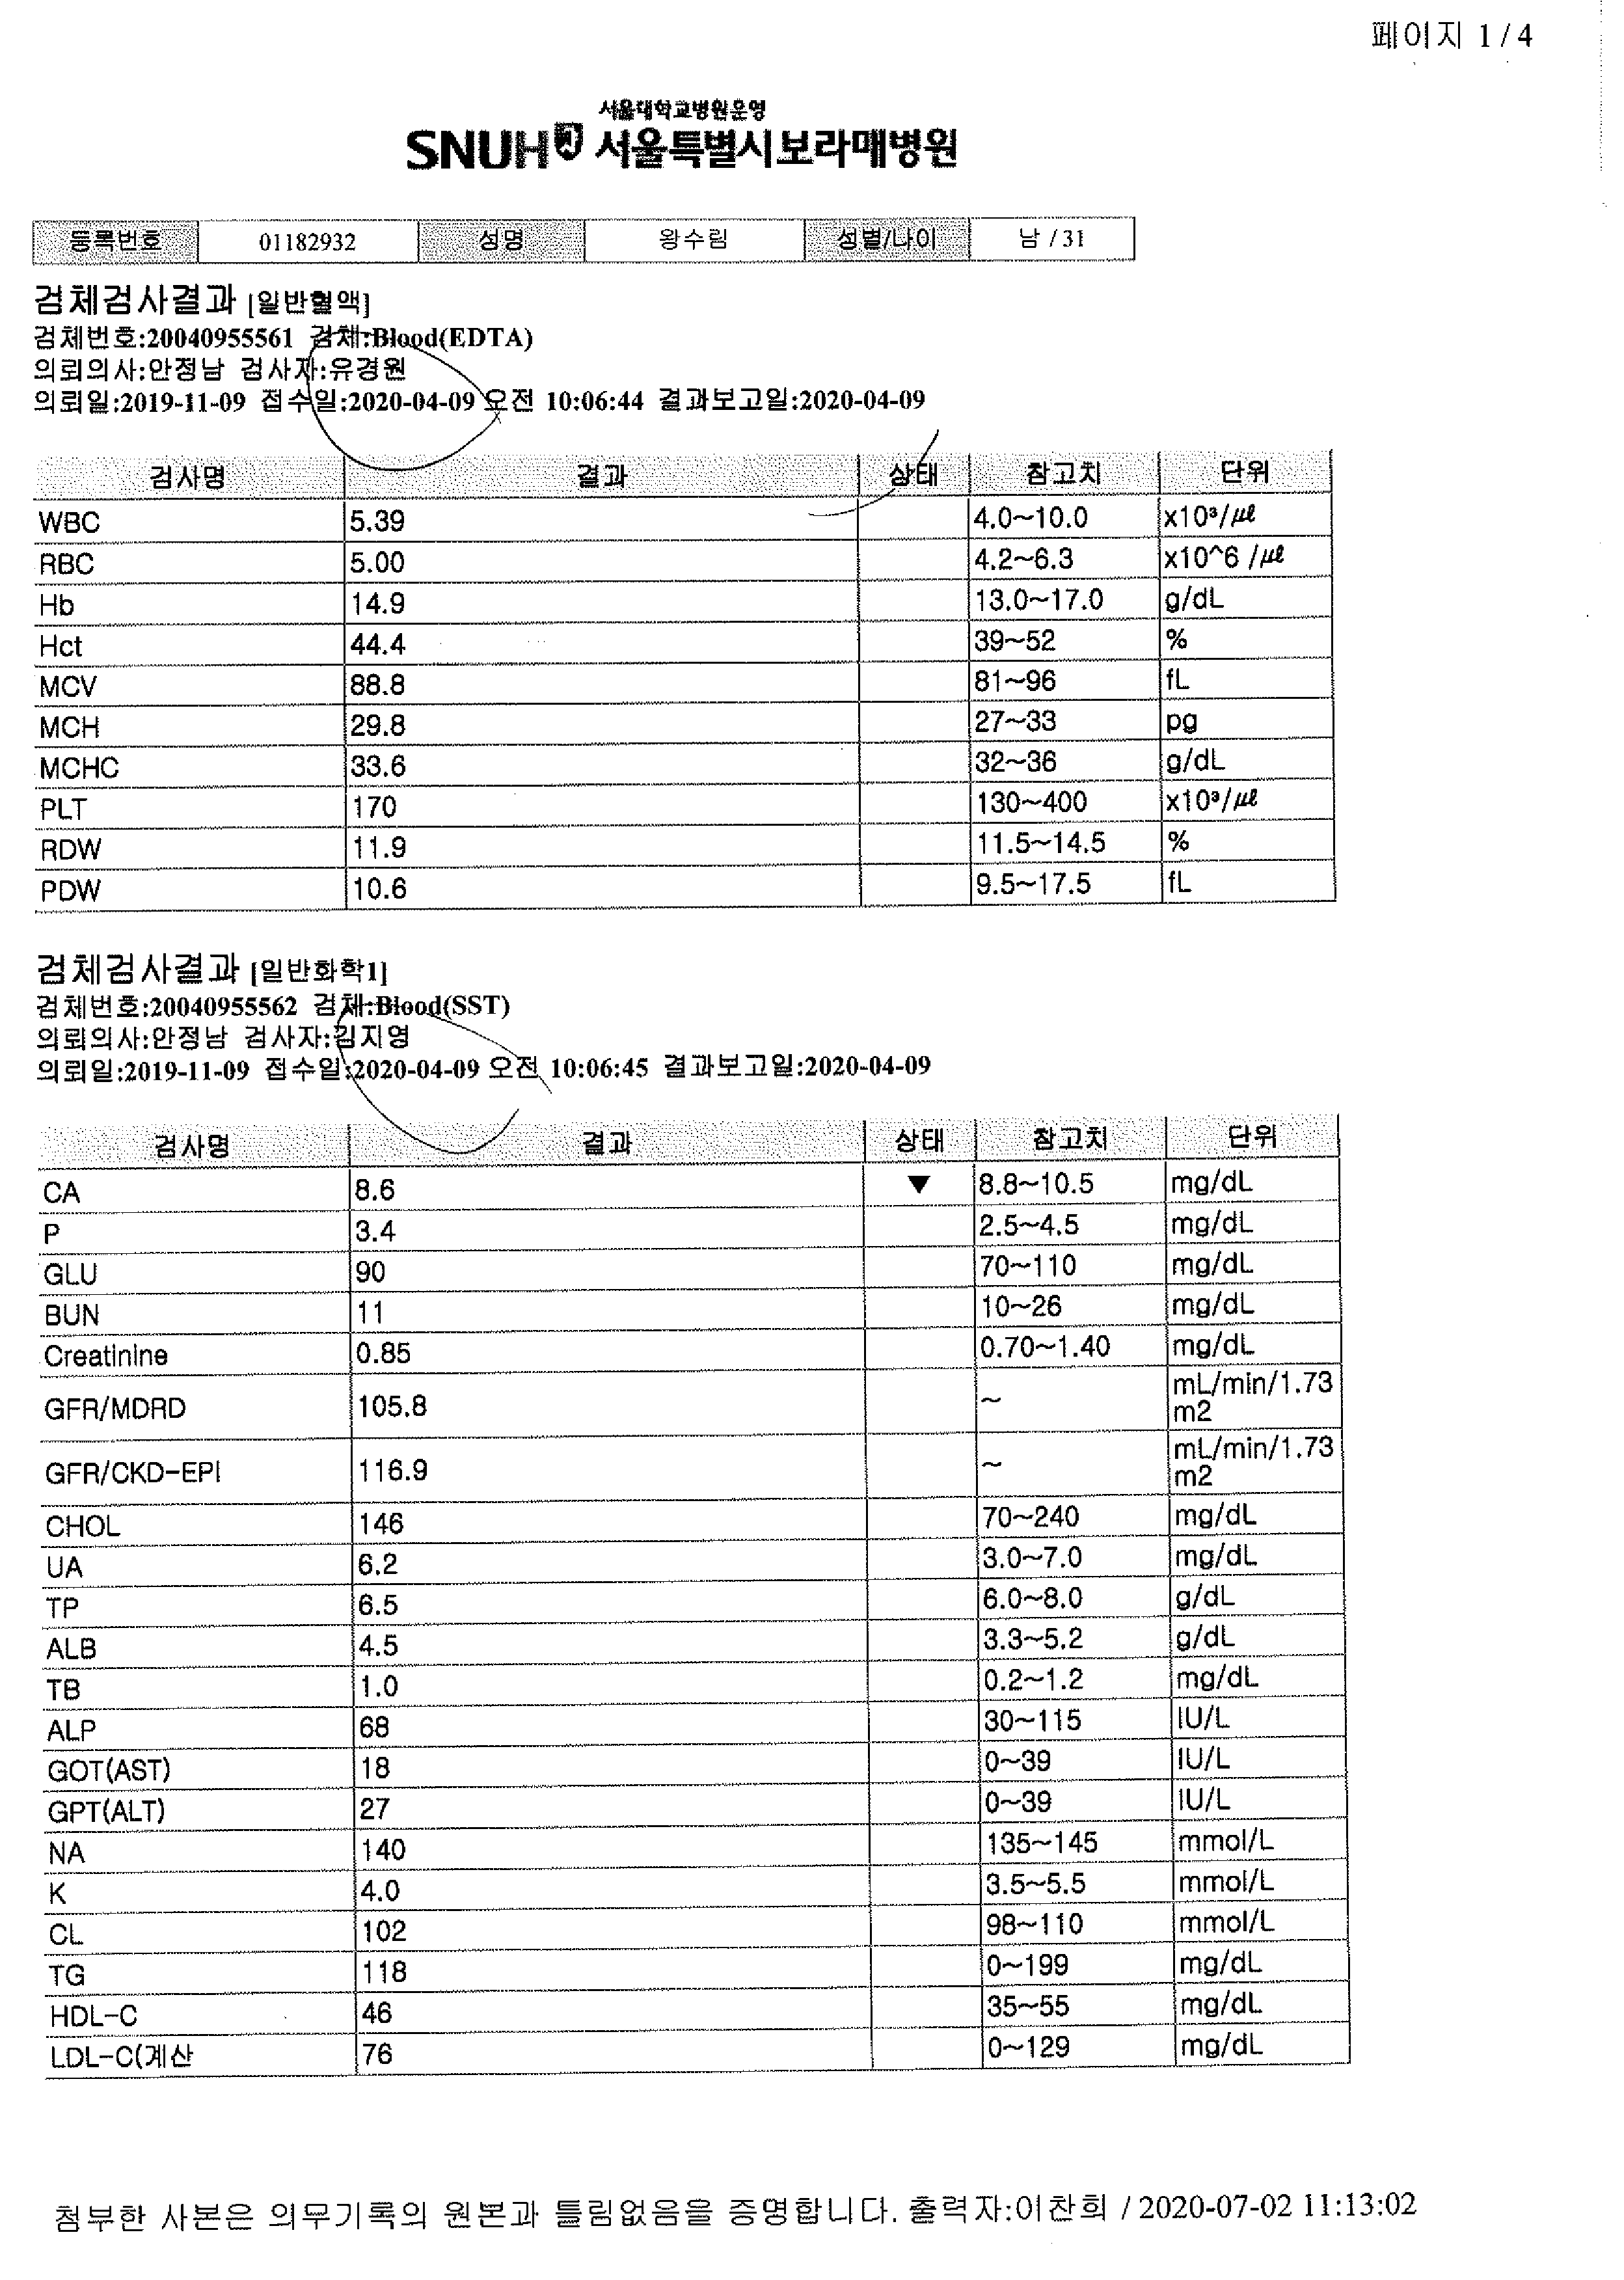 페이지 1 / 4
서울대학교병원운영
SNUH 서울특별시보라매병원
등록번호 01182932 성명 왕수림 성별/나이 남 / 31
검체검사결과 [일반혈액]
검체번호:20040955561 검체:Blood(EDTA)
의뢰의사:안정남 검사자:유경원
의뢰일:2019-11-09 접수일:2020-04-09 오전 10:06:44 결과보고일:2020-04-09
검사명 결과 상태 참고치 단위
WBC 5.39 4.0~10.0 x10³/㎕
RBC 5.00 4.2~6.3 x10^6 /㎕
Hb 14.9 13.0~17.0 g/dL
Hct 44.4 39~52 %
MCV 88.8 81~96 fL
MCH 29.8 27~33 pg
MCHC 33.6 32~36 g/dL
PLT 170 130~400 x10³/㎕
RDW 11.9 11.5~14.5 %
PDW 10.6 9.5~17.5 fL
검체검사결과 [일반화학1]
검체번호:20040955562 검체:Blood(SST)
의뢰의사:안정남 검사자:김지영
의뢰일:2019-11-09 접수일:2020-04-09 오전 10:06:45 결과보고일:2020-04-09
검사명 결과 상태 참고치 단위
CA 8.6 ▼ 8.8~10.5 mg/dL
P 3.4 2.5~4.5 mg/dL
GLU 90 70~110 mg/dL
BUN 11 10~26 mg/dL
Creatinine 0.85 0.70~1.40 mg/dL
GFR/MDRD 105.8 ~ mL/min/1.73
m2
GFR/CKD-EPI 116.9 ~ mL/min/1.73
m2
CHOL 146 70~240 mg/dL
UA 6.2 3.0~7.0 mg/dL
TP 6.5 6.0~8.0 g/dL
ALB 4.5 3.3~5.2 g/dL
TB 1.0 0.2~1.2 mg/dL
ALP 68 30~115 IU/L
GOT(AST) 18 0~39 IU/L
GPT(ALT) 27 0~39 IU/L
NA 140 135~145 mmol/L
K 4.0 3.5~5.5 mmol/L
CL 102 98~110 mmol/L
TG 118 0~199 mg/dL
HDL-C 46 35~55 mg/dL
LDL-C(계산 76 0~129 mg/dL
첨부한 사본은 의무기록의 원본과 틀림없음을 증명합니다. 출력자:이찬희 / 2020-07-02 11:13:02